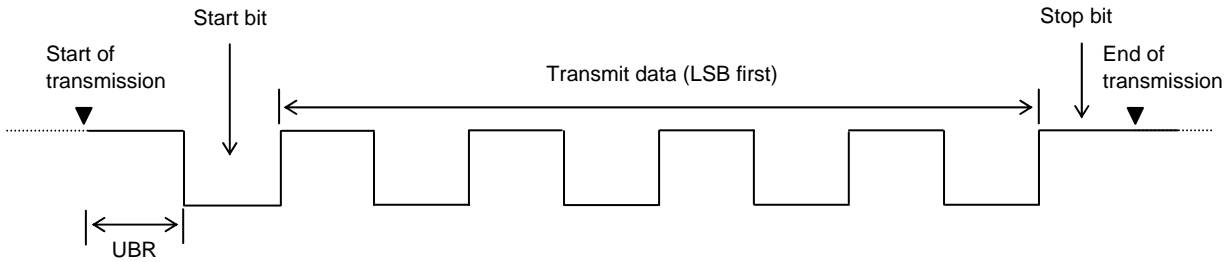 Start bit
Stop bit
Start of
transmission
End of
transmission
Transmit data (LSB first)
UBR